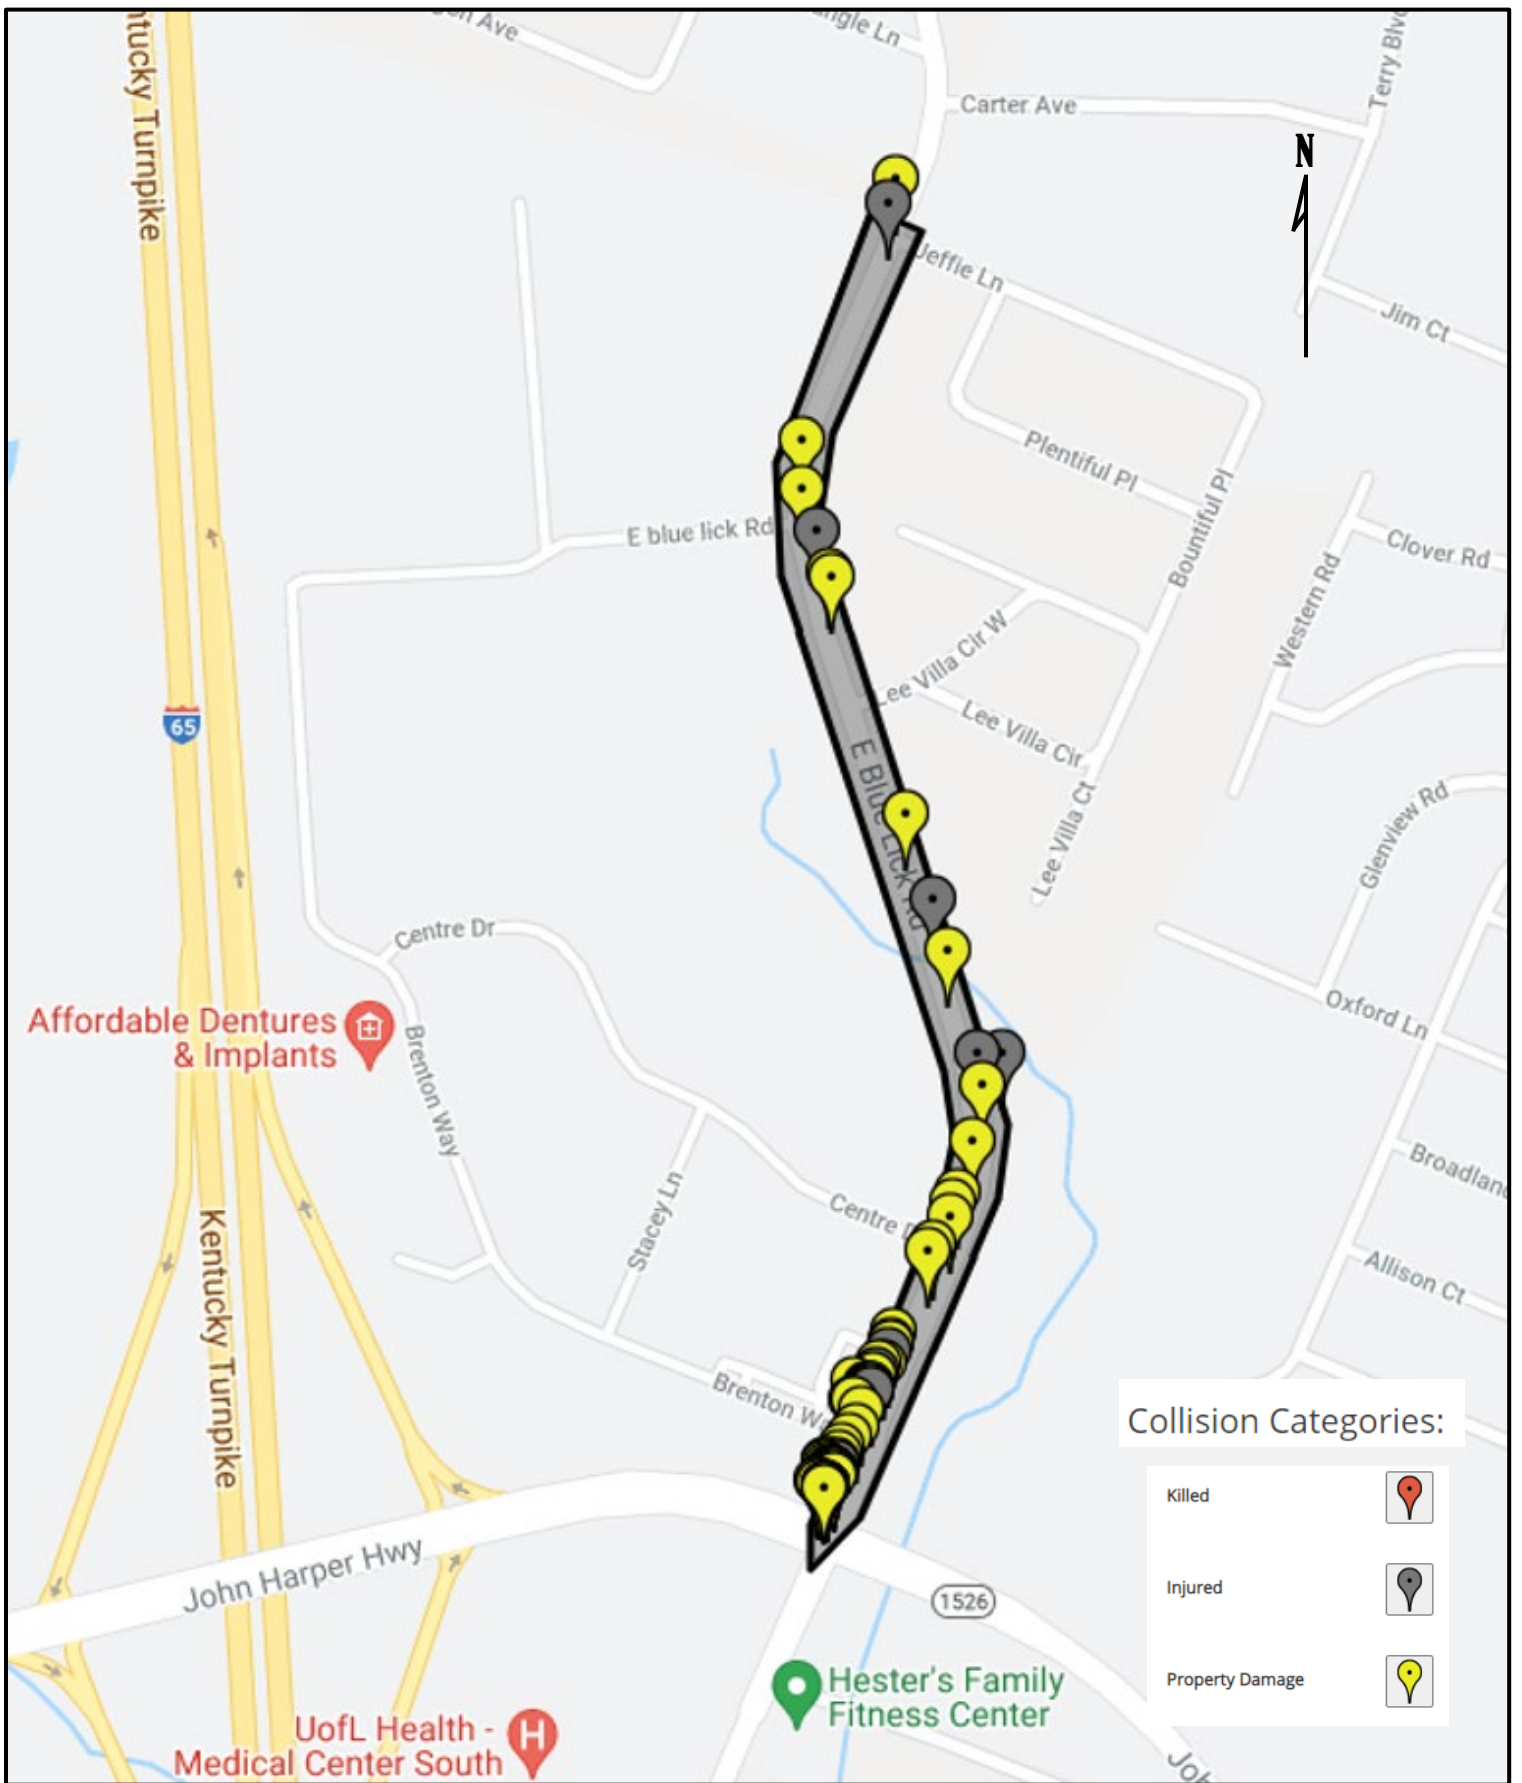 Ave
Ln
Terry Blvd
Carter Ave
Kentucky Turnpike
N
Jeffie Ln
Jim Ct
Plentiful Pl
Bountiful Pl
E blue lick Rd
Clover Rd
Western Rd
Lee Villa Cir W
65
Lee Villa Cir
E Blue Lick Rd
Lee Villa Ct
Glenview Rd
Centre Dr
Affordable Dentures
& Implants
Oxford Ln
Brenton Way
Broadland
Stacey Ln
Centre D
Allison Ct
Kentucky Turnpike
Brenton Wa
Collision Categories:
Killed
John Harper Hwy
Injured
1526
Property Damage
Hester's Family
Fitness Center
UofL Health -
Medical Center South
Joh